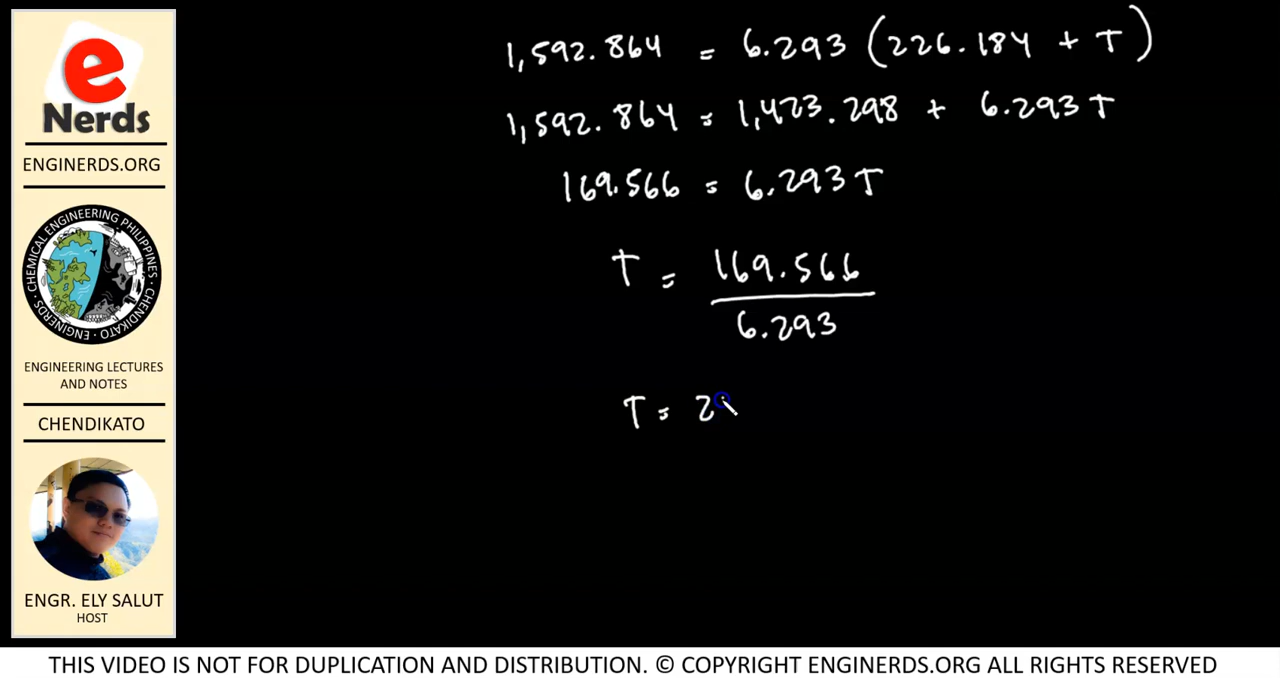 e
Nerds
ENGINERDS.ORG
CHEMICAL ENGINEERING PHILIPPINES
CHENDIKATO · ENGINERDS
ENGINEERING LECTURES
AND NOTES
CHENDIKATO
ENGR. ELY SALUT
HOST
1,592.864 = 6.293 (226.184 + T)
1,592.864 = 1,423.298 + 6.293T
169.566 = 6.293T
T = 169.566
6.293
T = 2
THIS VIDEO IS NOT FOR DUPLICATION AND DISTRIBUTION. © COPYRIGHT ENGINERDS.ORG ALL RIGHTS RESERVED